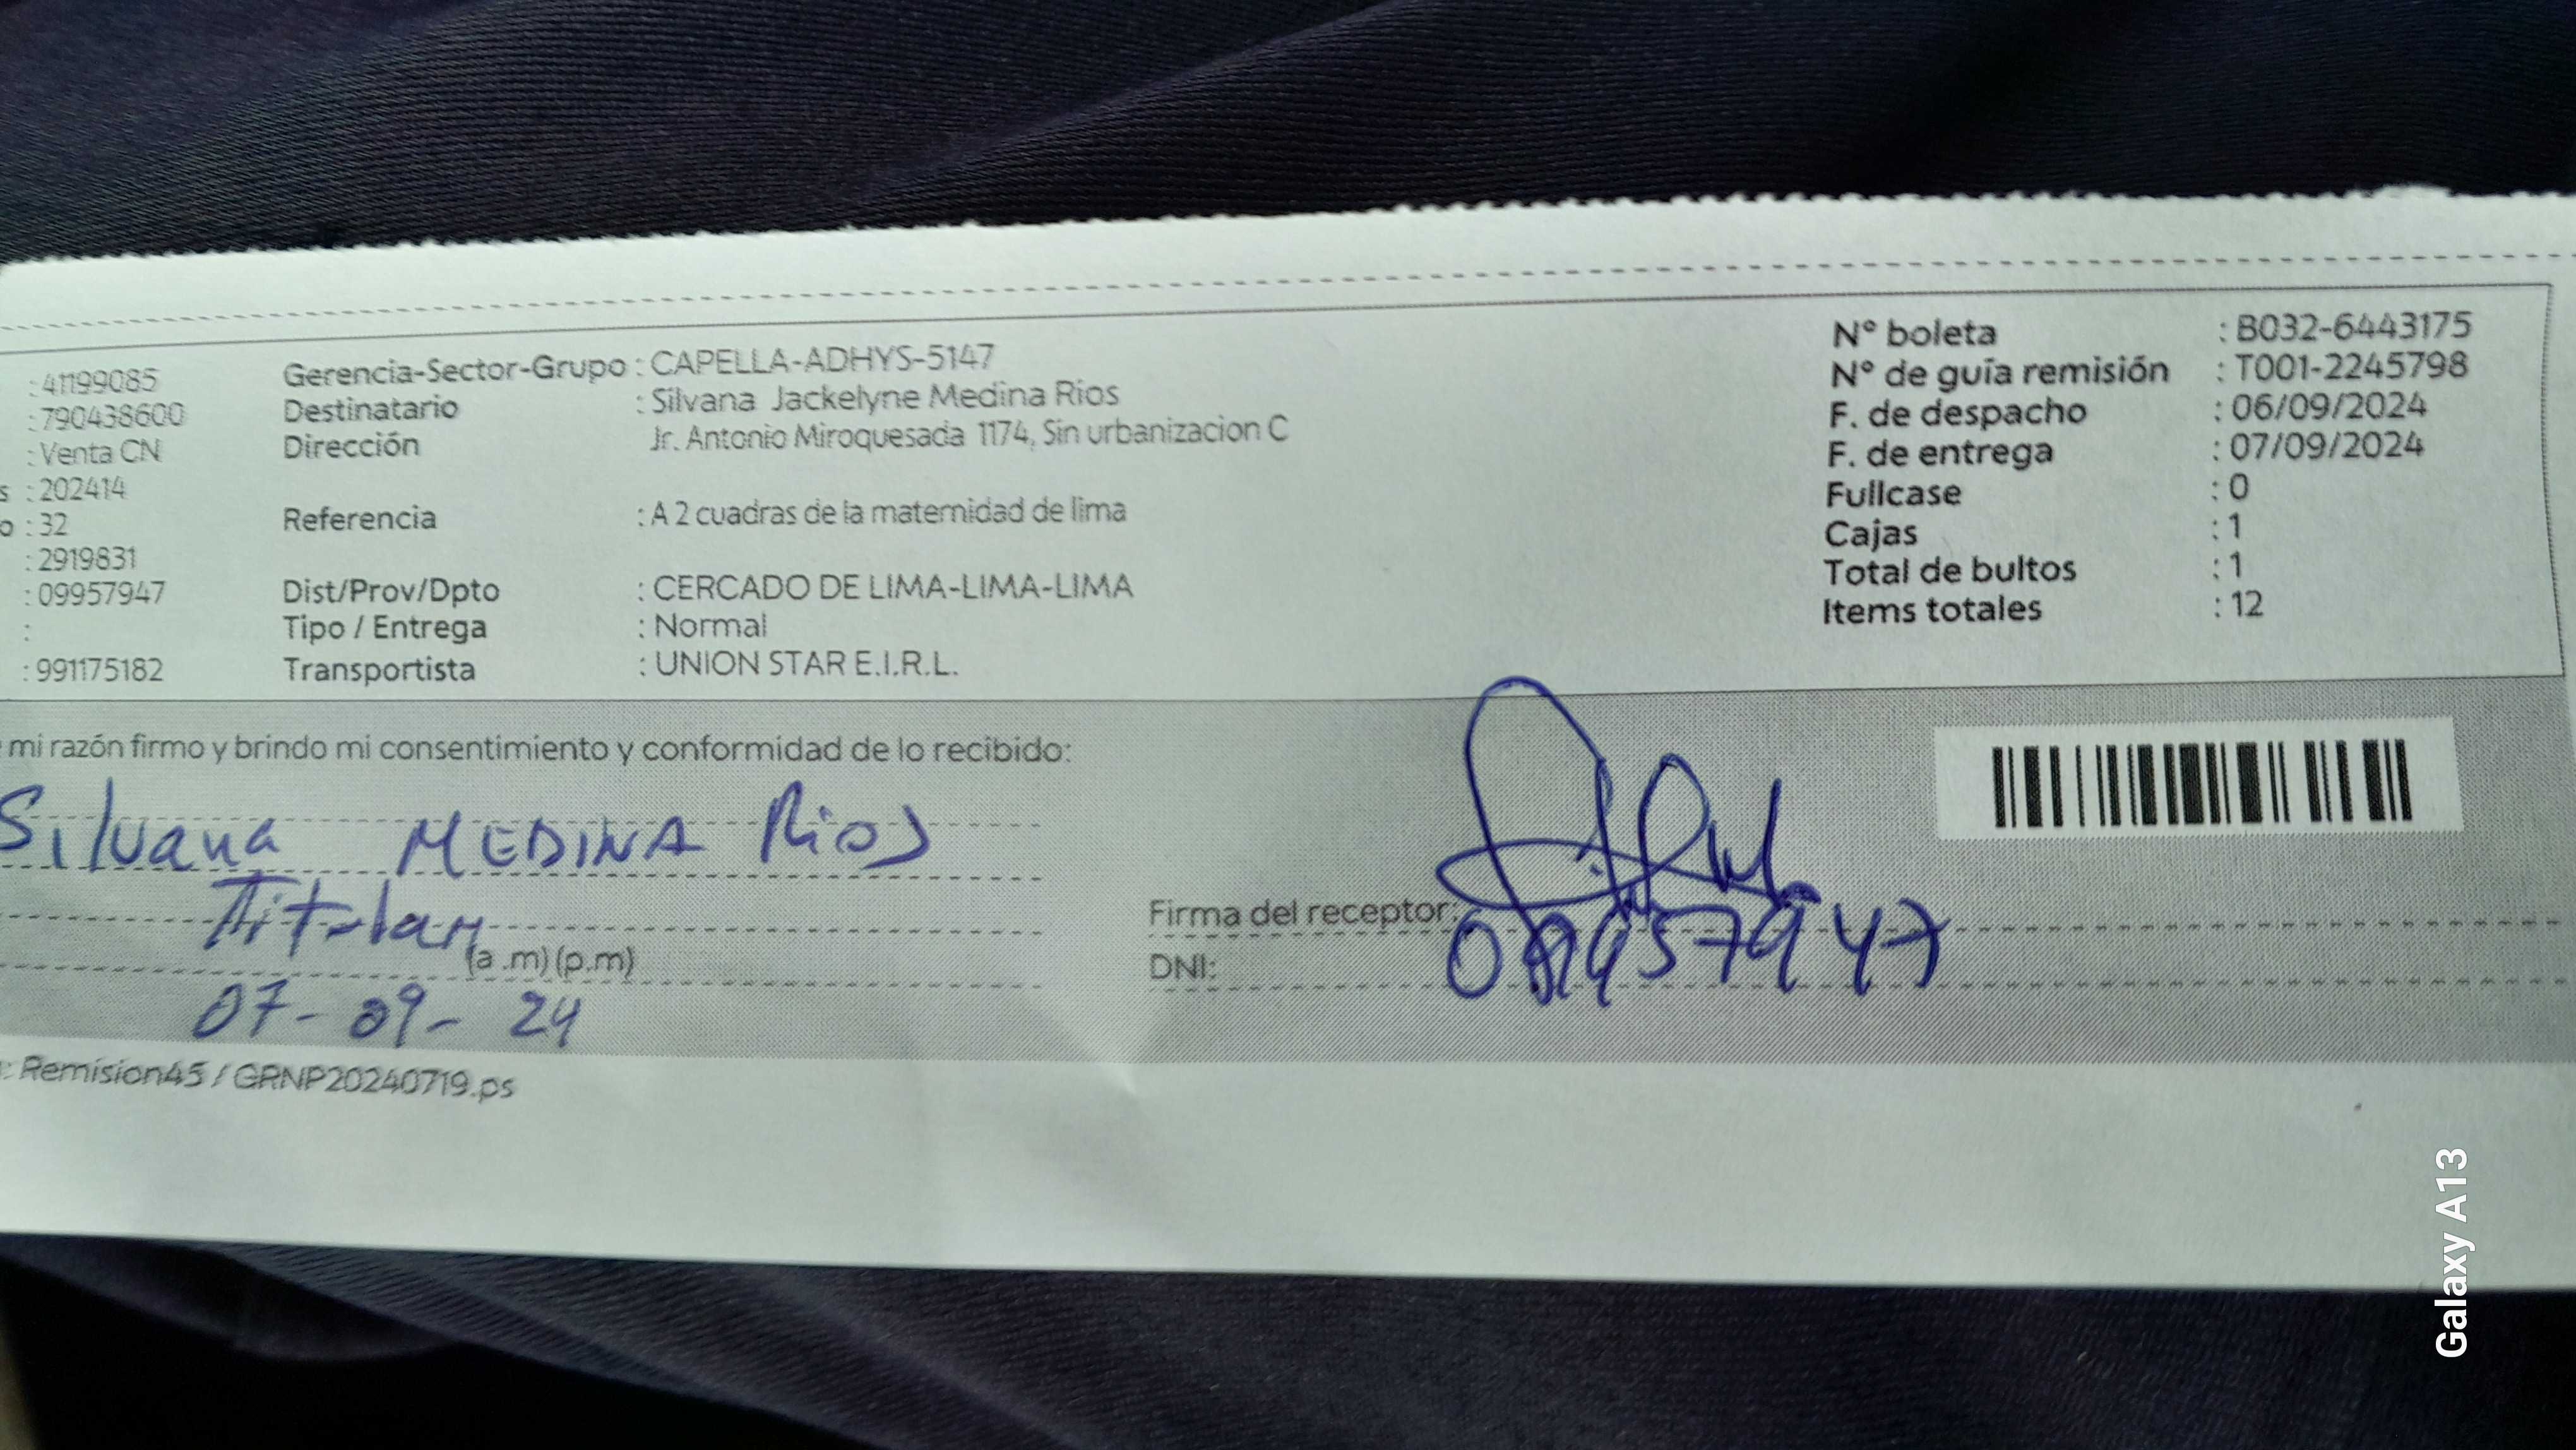 : 41199085 Gerencia-Sector-Grupo : CAPELLA-ADHYS-5147 N° boleta : B032-6443175
: 790438600 Destinatario : Silvana Jackelyne Medina Rios N° de guía remisión : T001-2245798
: Venta CN Dirección Jr. Antonio Miroquesada 1174, Sin urbanizacion C F. de despacho : 06/09/2024
s : 202414 F. de entrega : 07/09/2024
o : 32 Referencia : A 2 cuadras de la maternidad de lima Fullcase : 0
: 2919831 Cajas : 1
: 09957947 Dist/Prov/Dpto : CERCADO DE LIMA-LIMA-LIMA Total de bultos : 1
: Tipo / Entrega : Normal Items totales : 12
: 991175182 Transportista : UNION STAR E.I.R.L.
mi razón firmo y brindo mi consentimiento y conformidad de lo recibido:
Silvana MEDINA Rios
Titular
Firma del receptor:
(a .m) (p.m)
DNI: 09957947
07-09-24
: Remision45 / GRNP20240719.ps
Galaxy A13